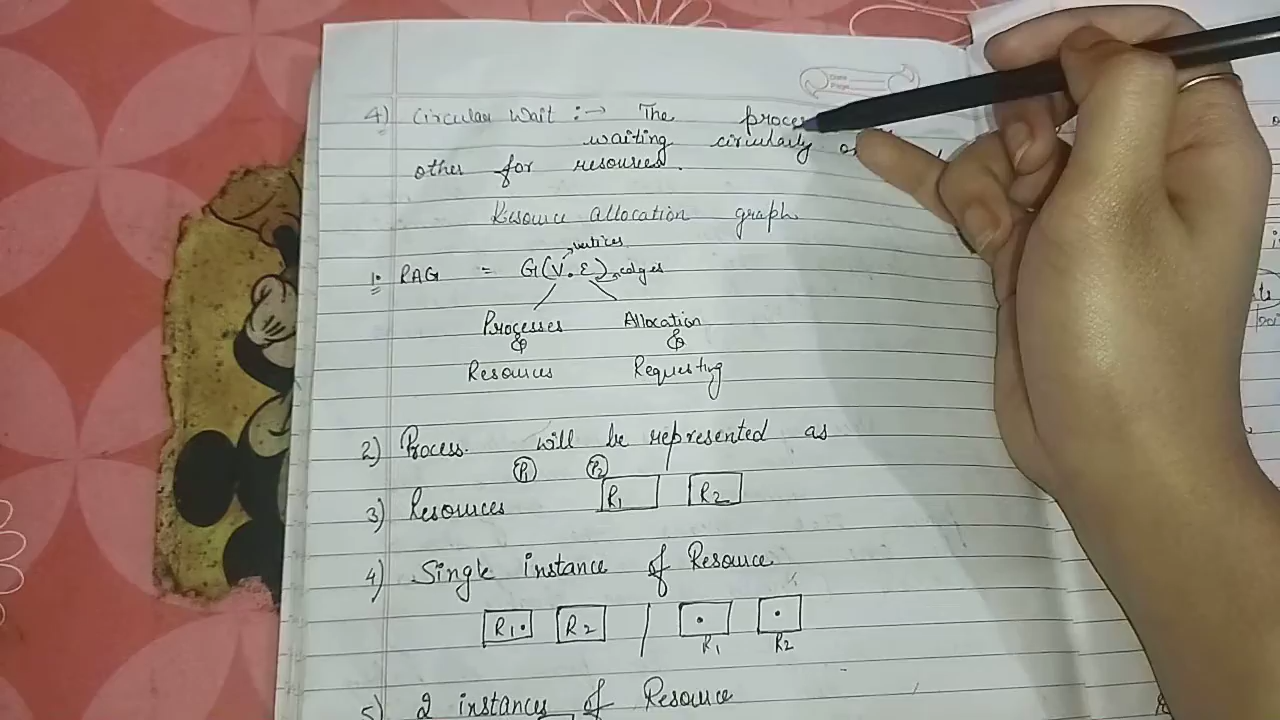 Date
Page
4) Circular Wait :→ The
waiting circularly
other for resources.
Resource allocation graph
vertices
1. RAG = G(V, E) edges
Processes Allocation
& &
Resources Requesting
2) Process. will be represented as
P1 P2
3) Resources R1 R2
4) Single instance of Resource
R1. R2 / . .
R1 R2
5) 2 instances of Resource